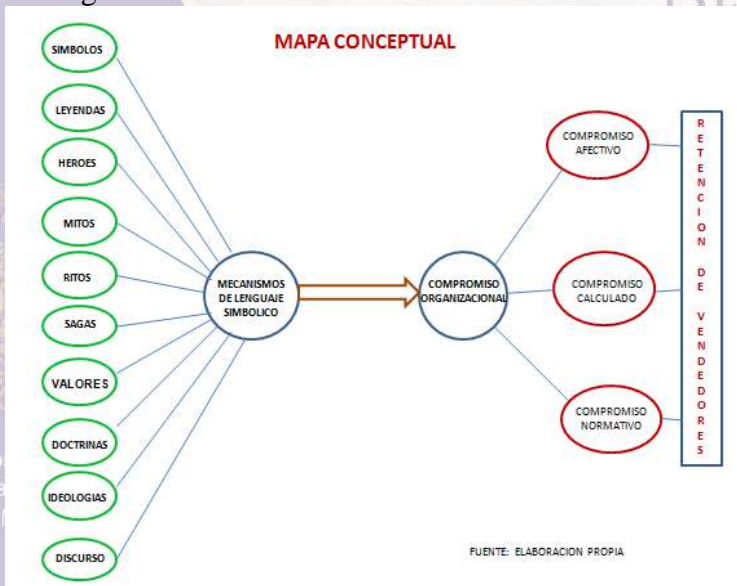 MAPA CONCEPTUAL
SIMBOLOS
LEYENDAS
HEROES
MITOS
RITOS
SAGAS
VALORES
DOCTRINAS
IDEOLOGIAS
DISCURSO
MECANISMOS
DE LENGUAJE
SIMBOLICO
COMPROMISO
ORGANIZACIONAL
COMPROMISO
AFECTIVO
COMPROMISO
CALCULADO
COMPROMISO
NORMATIVO
RETENCION DE VENDEDORES
FUENTE: ELABORACION PROPIA